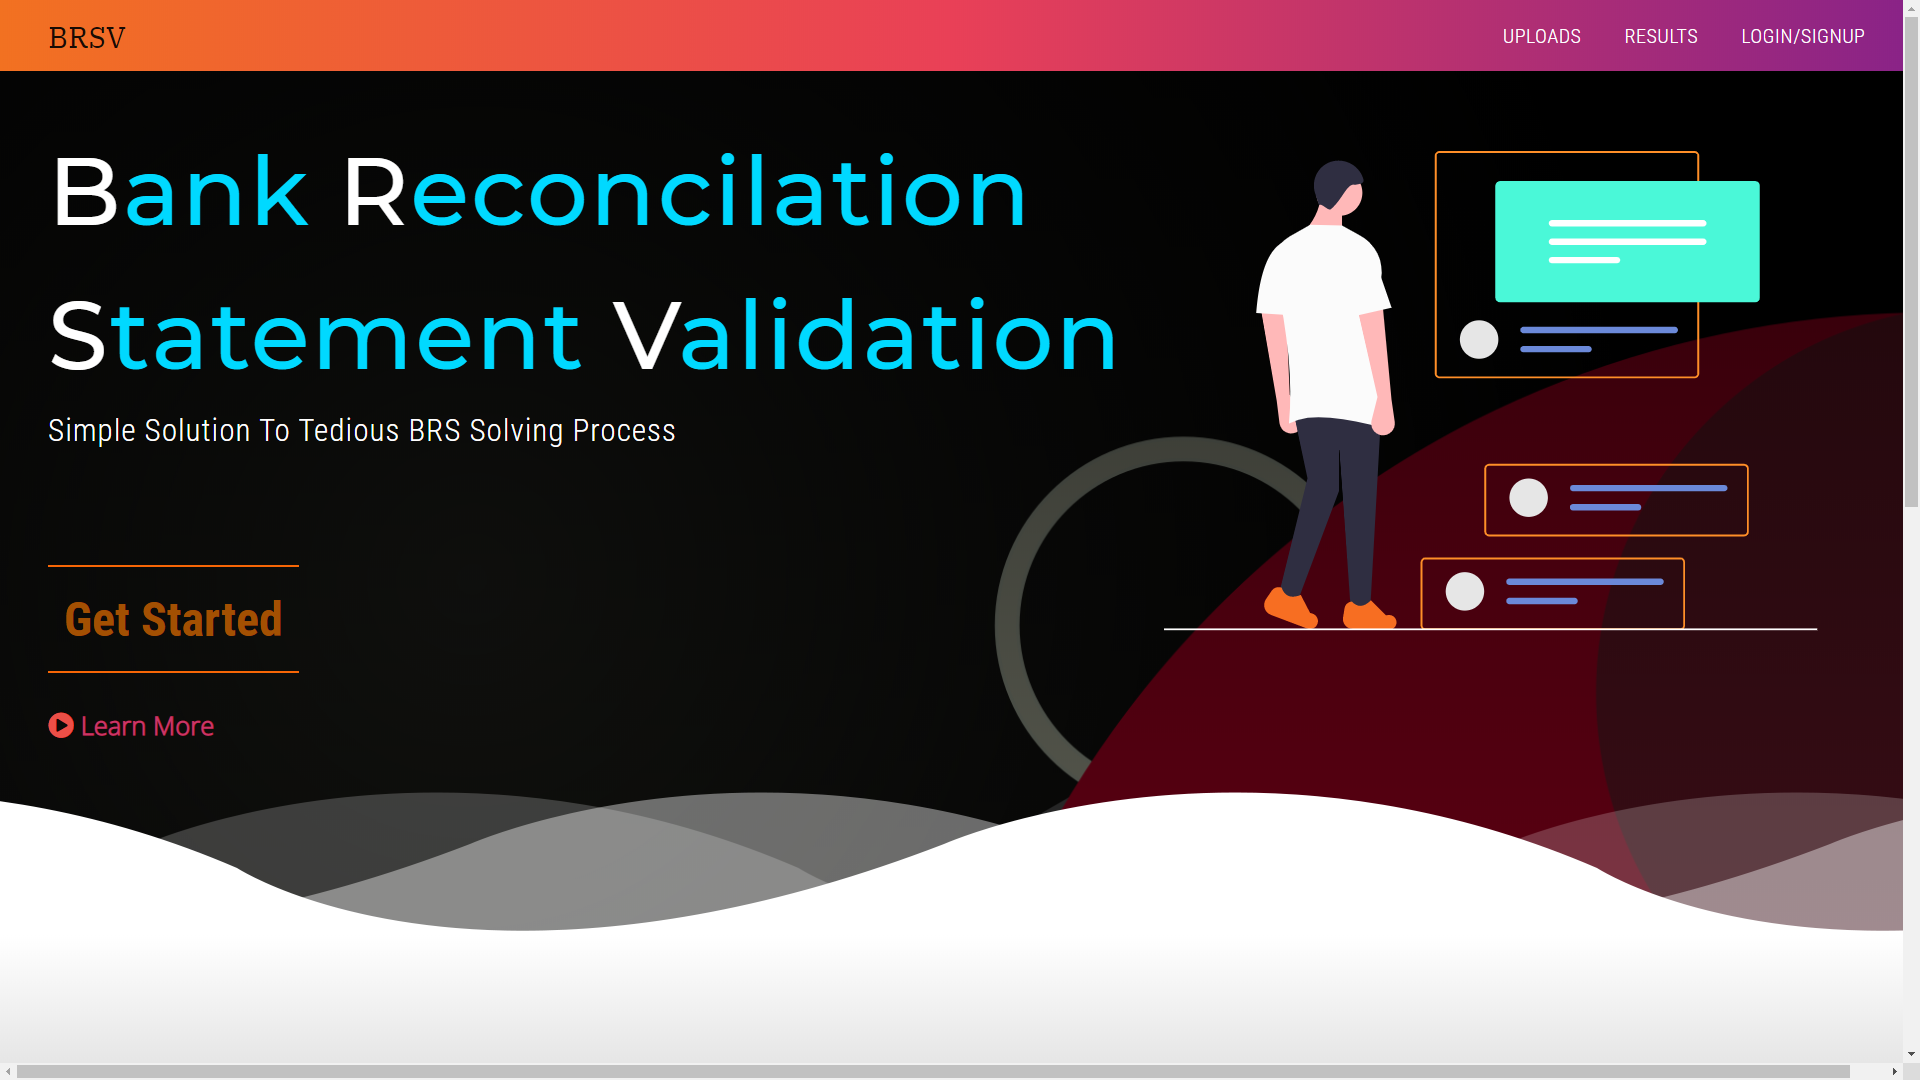 BRSV
UPLOADS
RESULTS
LOGIN/SIGNUP
Bank Reconcilation
Statement Validation
Simple Solution To Tedious BRS Solving Process
Get Started
Learn More